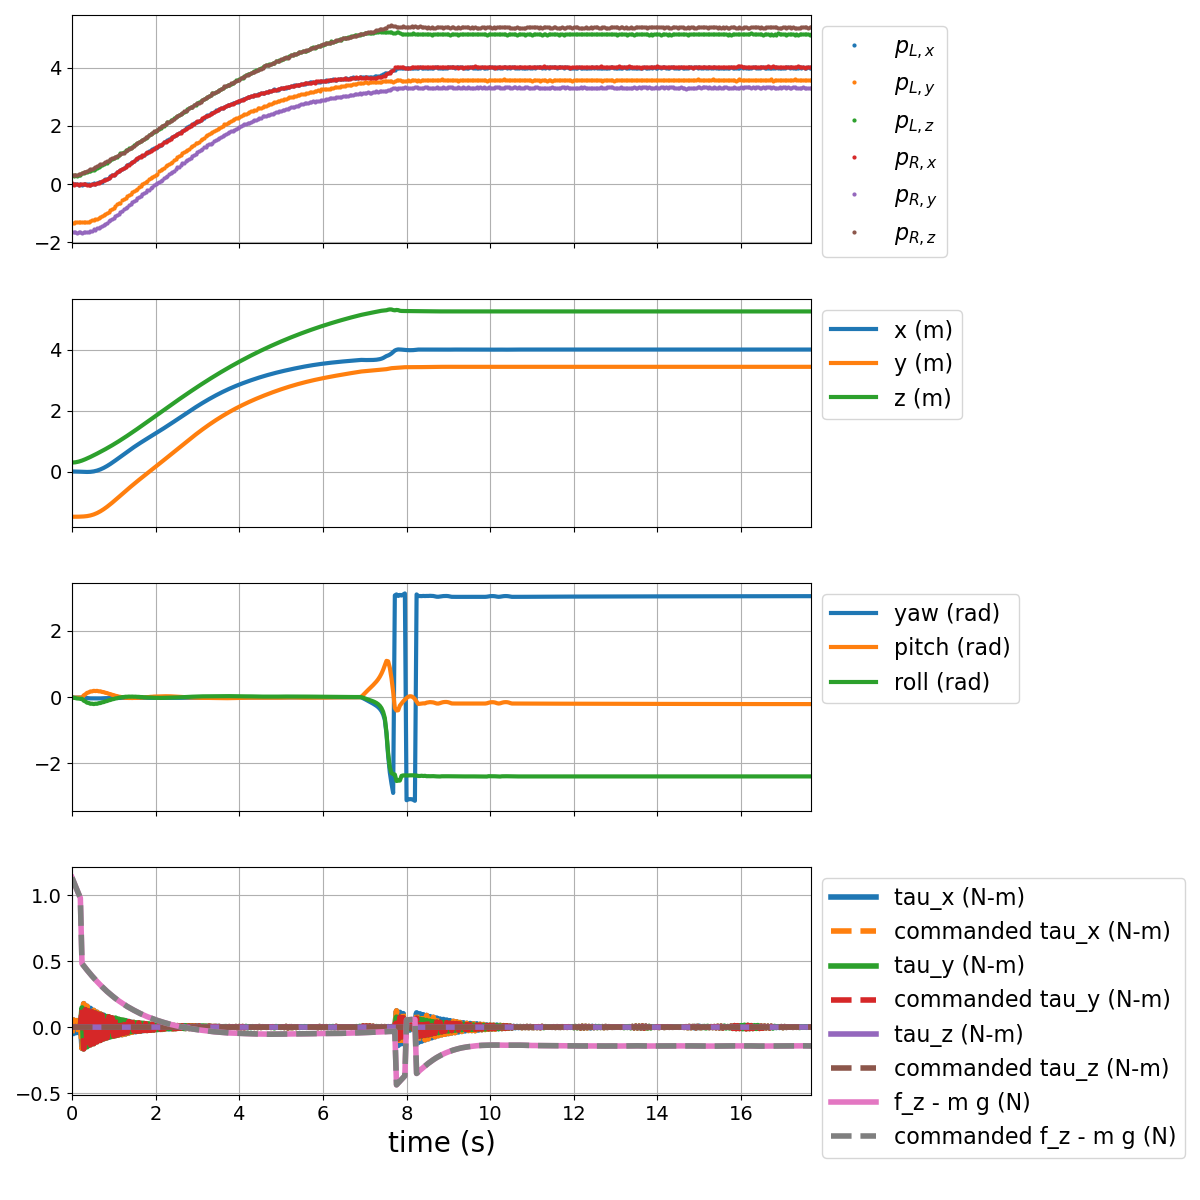 4
2
0
−2
p_{L,x}
p_{L,y}
p_{L,z}
p_{R,x}
p_{R,y}
p_{R,z}
4
2
0
x (m)
y (m)
z (m)
2
0
−2
yaw (rad)
pitch (rad)
roll (rad)
1.0
0.5
0.0
−0.5
0 2 4 6 8 10 12 14 16
time (s)
tau_x (N-m)
commanded tau_x (N-m)
tau_y (N-m)
commanded tau_y (N-m)
tau_z (N-m)
commanded tau_z (N-m)
f_z - m g (N)
commanded f_z - m g (N)